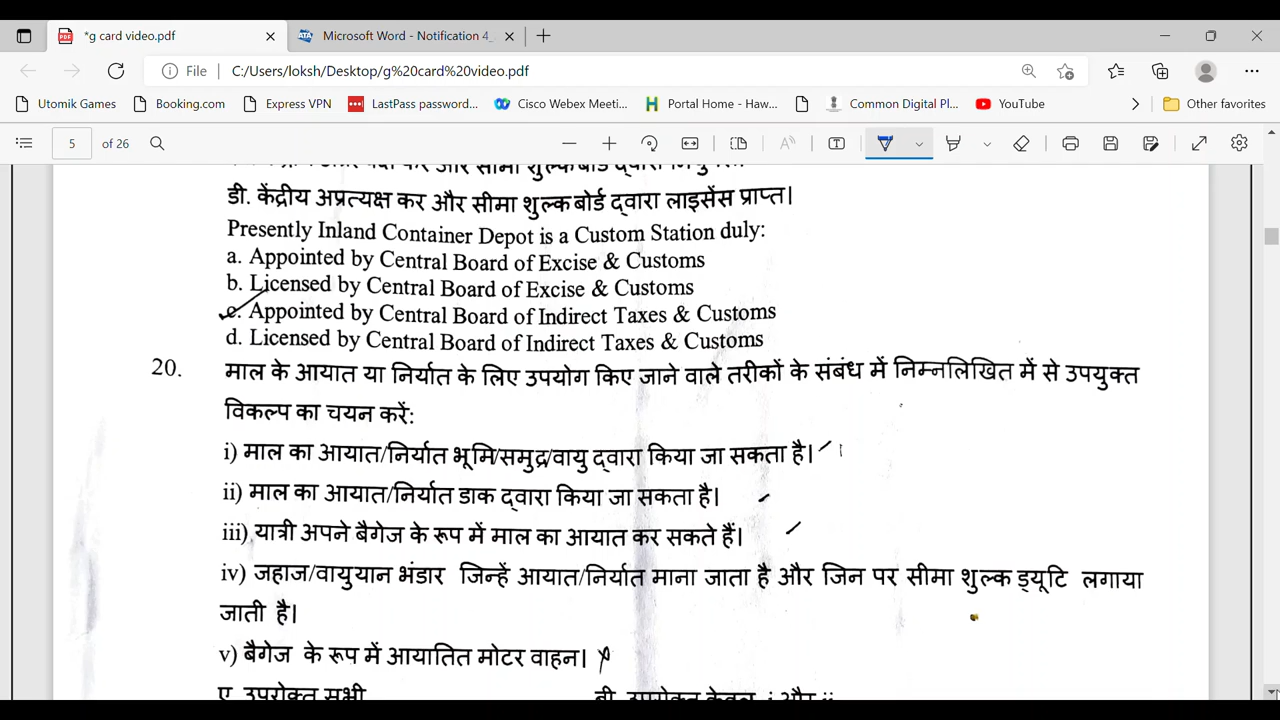 *g card video.pdf
Microsoft Word - Notification 4_
File
C:/Users/loksh/Desktop/g%20card%20video.pdf
Utomik Games
Booking.com
Express VPN
LastPass password...
Cisco Webex Meeti...
Portal Home - Haw...
Common Digital Pl...
YouTube
Other favorites
5 of 26
डी. केंद्रीय अप्रत्यक्ष कर और सीमा शुल्क बोर्ड द्वारा लाइसेंस प्राप्त।
Presently Inland Container Depot is a Custom Station duly:
a. Appointed by Central Board of Excise & Customs
b. Licensed by Central Board of Excise & Customs
c. Appointed by Central Board of Indirect Taxes & Customs
d. Licensed by Central Board of Indirect Taxes & Customs
20. माल के आयात या निर्यात के लिए उपयोग किए जाने वाले तरीकों के संबंध में निम्नलिखित में से उपयुक्त
विकल्प का चयन करें:
i) माल का आयात/निर्यात भूमि/समुद्र/वायु द्वारा किया जा सकता है।
ii) माल का आयात/निर्यात डाक द्वारा किया जा सकता है।
iii) यात्री अपने बैगेज के रूप में माल का आयात कर सकते हैं।
iv) जहाज/वायुयान भंडार जिन्हें आयात/निर्यात माना जाता है और जिन पर सीमा शुल्क ड्यूटि लगाया
जाती है।
v) बैगेज के रूप में आयातित मोटर वाहन।